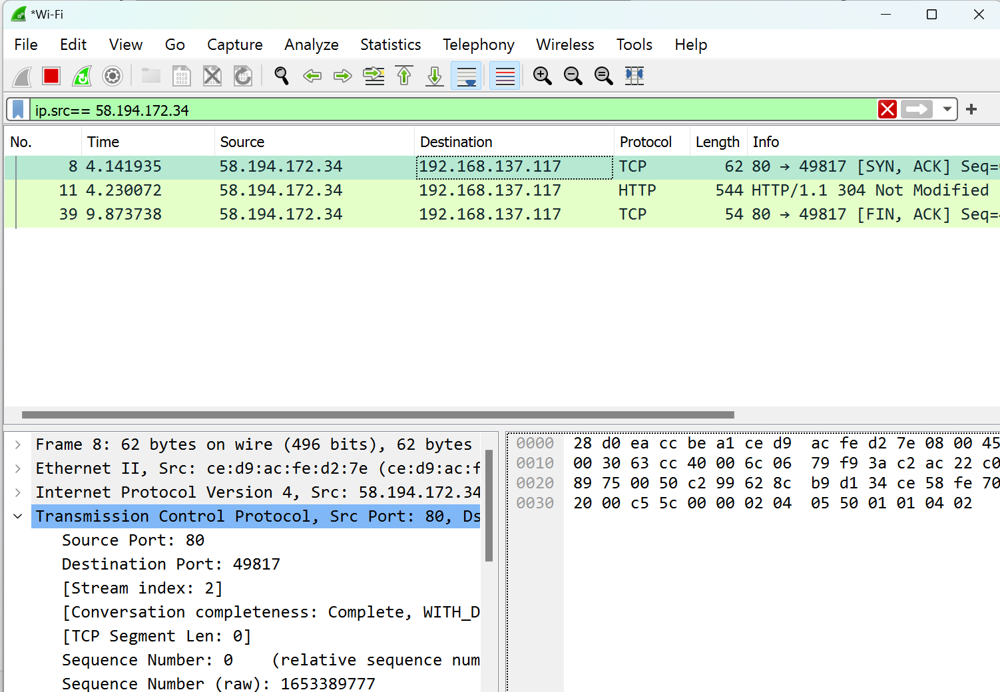 *Wi-Fi
File Edit View Go Capture Analyze Statistics Telephony Wireless Tools Help
ip.src== 58.194.172.34
No. Time Source Destination Protocol Length Info
8 4.141935 58.194.172.34 192.168.137.117 TCP 62 80 → 49817 [SYN, ACK] Seq=
11 4.230072 58.194.172.34 192.168.137.117 HTTP 544 HTTP/1.1 304 Not Modified
39 9.873738 58.194.172.34 192.168.137.117 TCP 54 80 → 49817 [FIN, ACK] Seq=
Frame 8: 62 bytes on wire (496 bits), 62 bytes
Ethernet II, Src: ce:d9:ac:fe:d2:7e (ce:d9:ac:f
Internet Protocol Version 4, Src: 58.194.172.34
Transmission Control Protocol, Src Port: 80, Ds
Source Port: 80
Destination Port: 49817
[Stream index: 2]
[Conversation completeness: Complete, WITH_D
[TCP Segment Len: 0]
Sequence Number: 0 (relative sequence num
Sequence Number (raw): 1653389777
0000 28 d0 ea cc be a1 ce d9 ac fe d2 7e 08 00 45
0010 00 30 63 cc 40 00 6c 06 79 f9 3a c2 ac 22 c0
0020 89 75 00 50 c2 99 62 8c b9 d1 34 ce 58 fe 70
0030 20 00 c5 5c 00 00 02 04 05 50 01 01 04 02